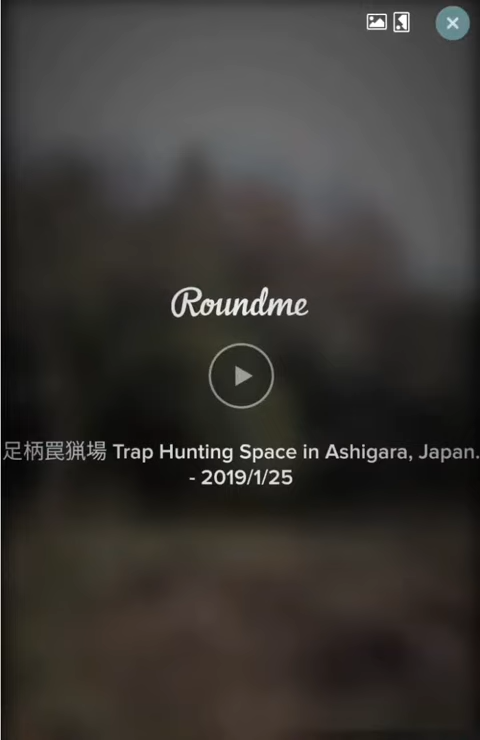 Roundme
足柄罠猟場 Trap Hunting Space in Ashigara, Japan.
- 2019/1/25